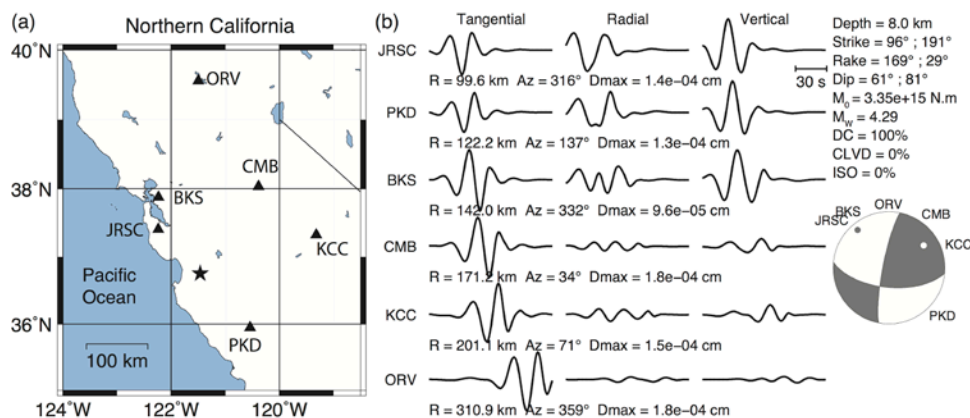 (a) Northern California
40°N
38°N
36°N
124°W 122°W 120°W
ORV
CMB
BKS
JRSC
KCC
PKD
Pacific
Ocean
100 km
(b) Tangential Radial Vertical
JRSC
R = 99.6 km Az = 316° Dmax = 1.4e−04 cm
30 s
PKD
R = 122.2 km Az = 137° Dmax = 1.3e−04 cm
BKS
R = 142.0 km Az = 332° Dmax = 9.6e−05 cm
CMB
R = 171.2 km Az = 34° Dmax = 1.8e−04 cm
KCC
R = 201.1 km Az = 71° Dmax = 1.5e−04 cm
ORV
R = 310.9 km Az = 359° Dmax = 1.8e−04 cm
Depth = 8.0 km
Strike = 96° ; 191°
Rake = 169° ; 29°
Dip = 61° ; 81°
M0 = 3.35e+15 N.m
MW = 4.29
DC = 100%
CLVD = 0%
ISO = 0%
ORV
BKS
JRSC
CMB
KCC
PKD